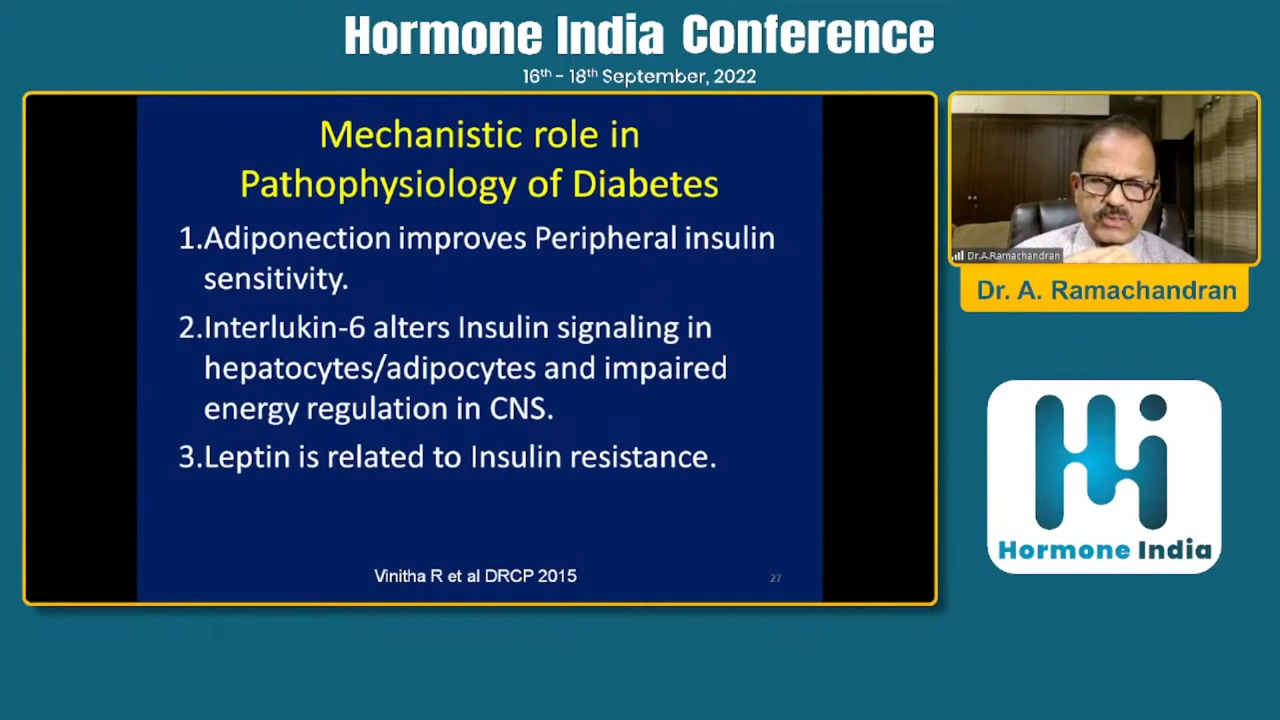 Hormone India Conference
16th - 18th September, 2022
Mechanistic role in
Pathophysiology of Diabetes
1.Adiponection improves Peripheral insulin
sensitivity.
2.Interlukin-6 alters Insulin signaling in
hepatocytes/adipocytes and impaired
energy regulation in CNS.
3.Leptin is related to Insulin resistance.
Vinitha R et al DRCP 2015
27
Dr.A.Ramachandran
Dr. A. Ramachandran
Hi
Hormone India